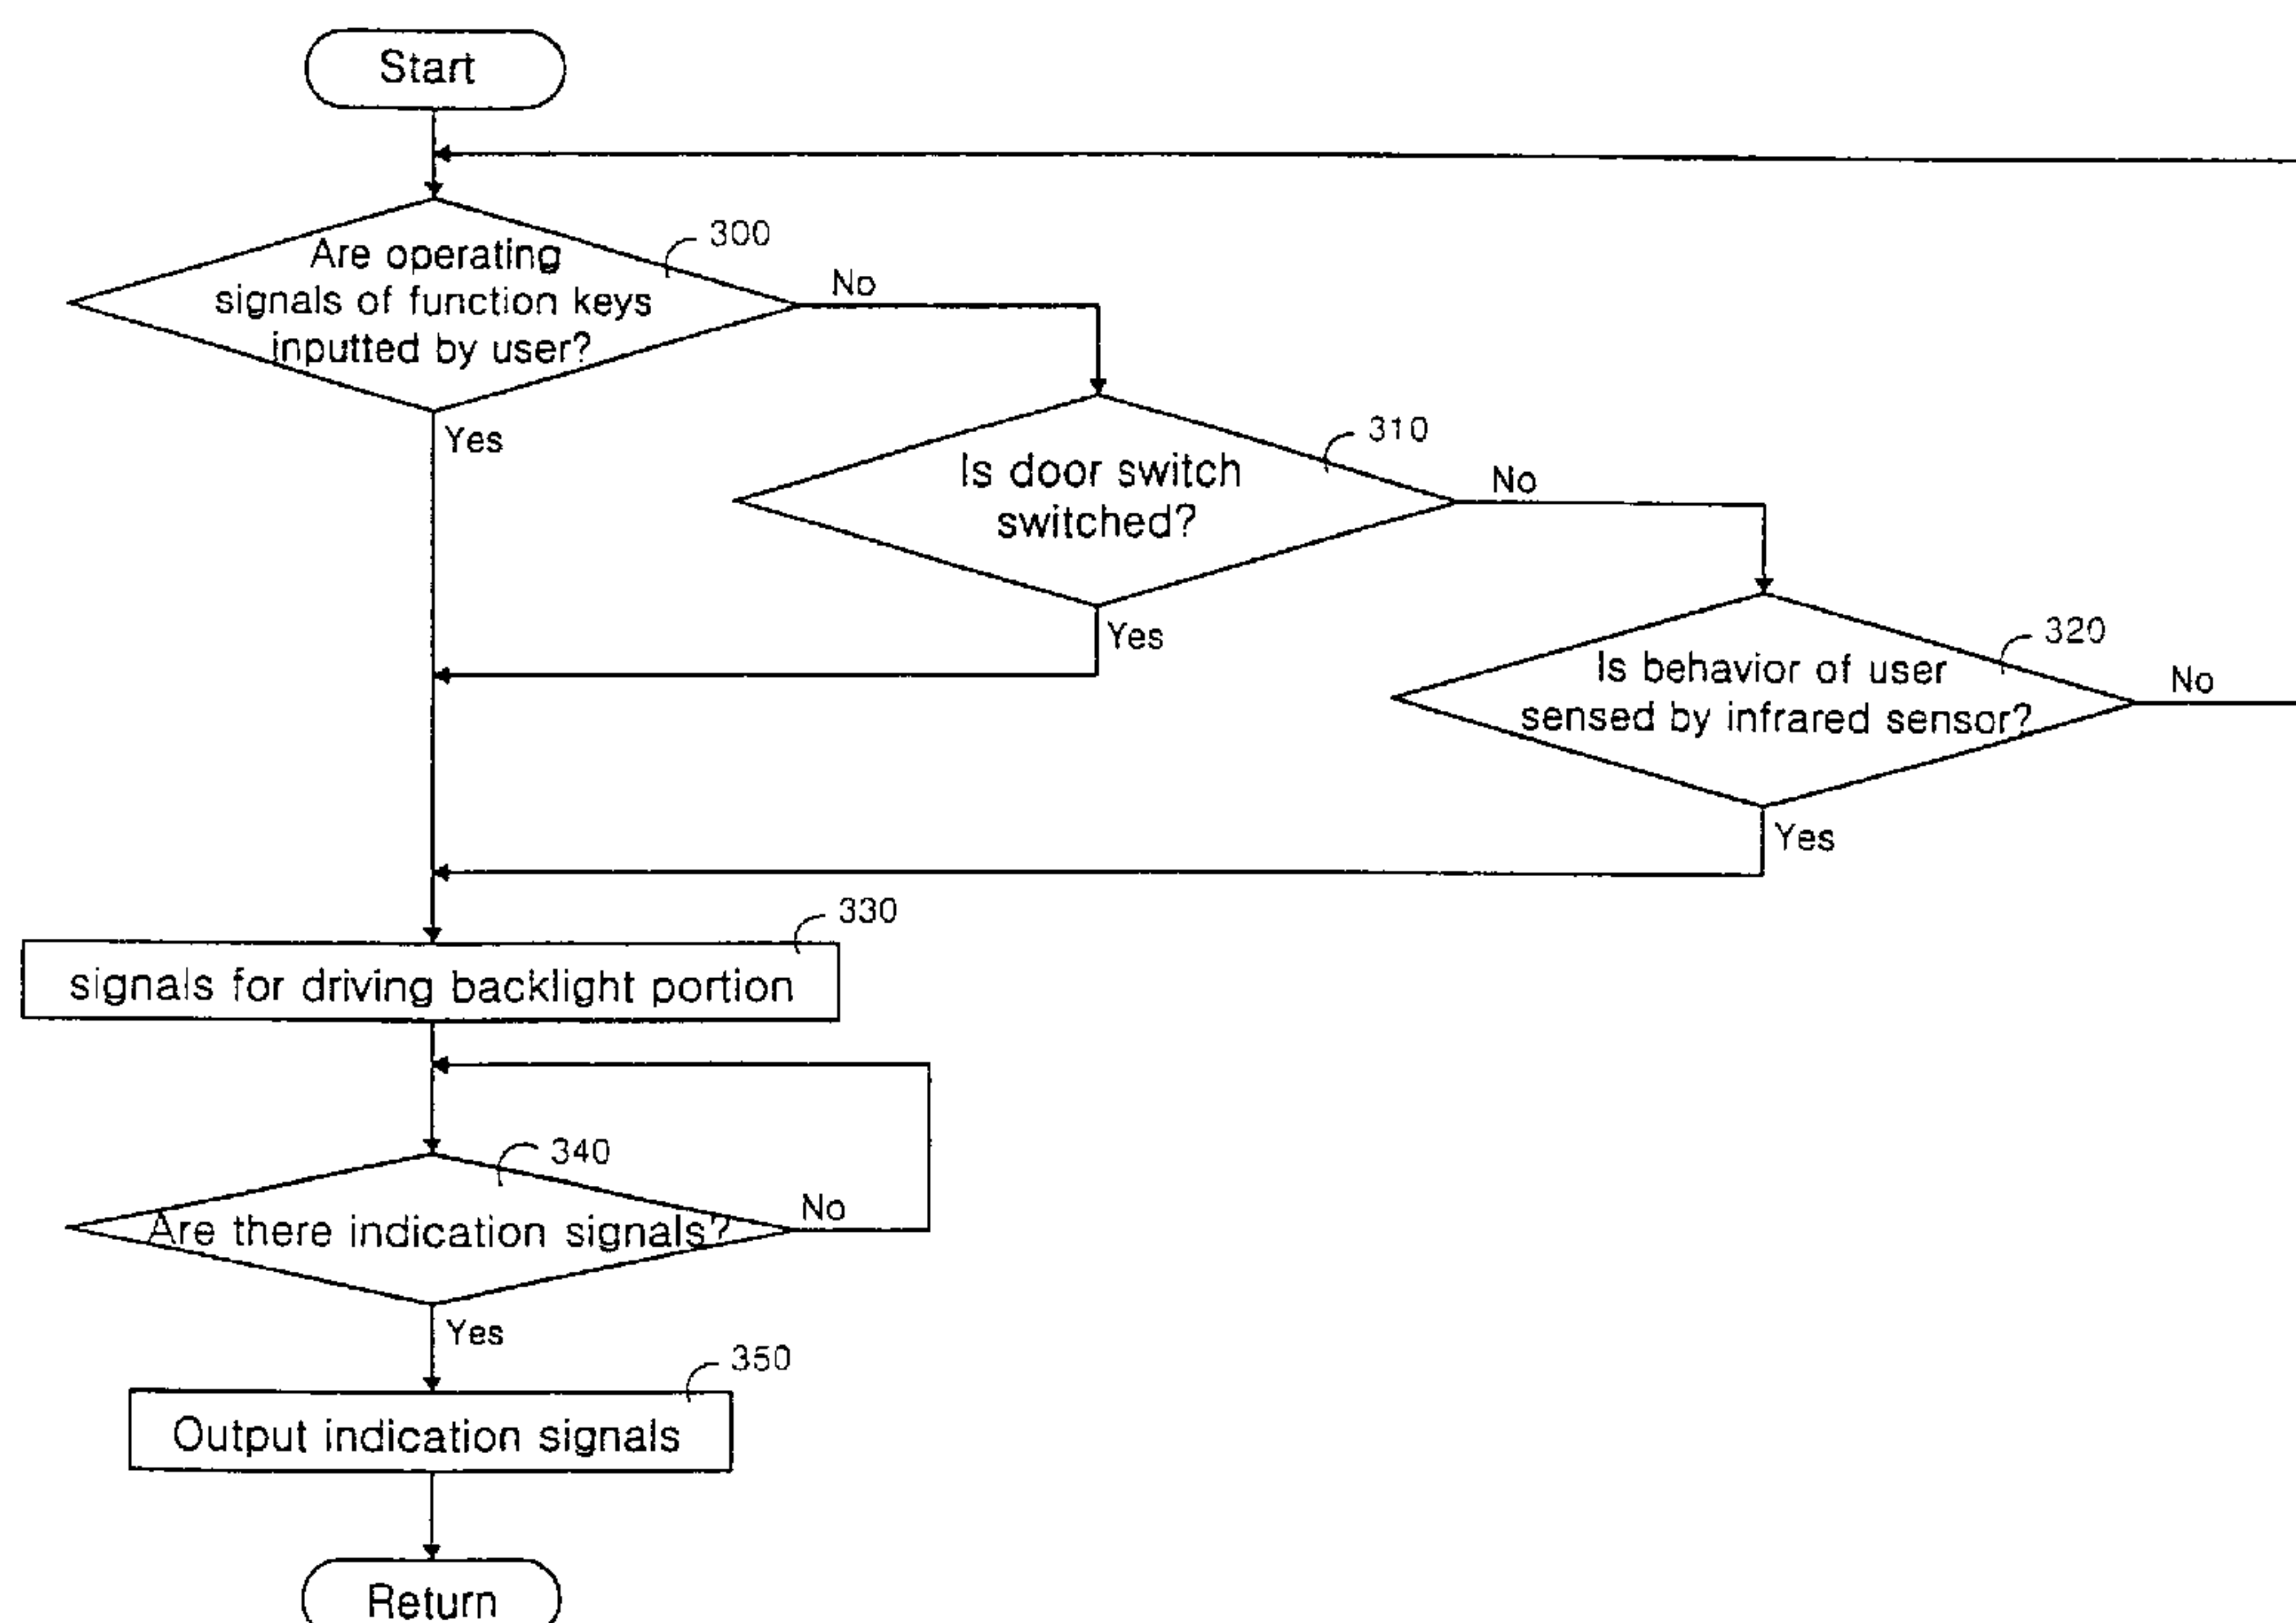 Start
300
Are operating
signals of function keys
inputted by user?
No
Yes
310
Is door switch
switched?
No
Yes
320
Is behavior of user
sensed by infrared sensor?
No
Yes
330
signals for driving backlight portion
340
Are there indication signals?
No
Yes
350
Output indication signals
Return